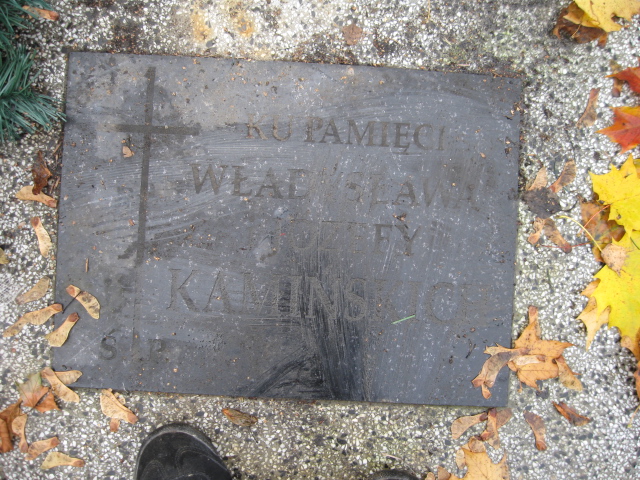 KU PAMIĘCI
WŁADYSŁAWA
JÓZEFY
KAMIŃSKICH
Ś P